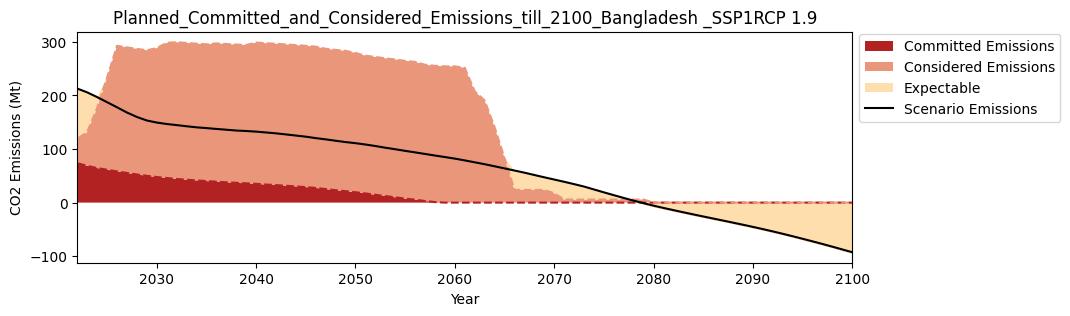 Planned_Committed_and_Considered_Emissions_till_2100_Bangladesh _SSP1RCP 1.9
CO2 Emissions (Mt)
300
200
100
0
−100
2030 2040 2050 2060 2070 2080 2090 2100
Year
Committed Emissions
Considered Emissions
Expectable
Scenario Emissions